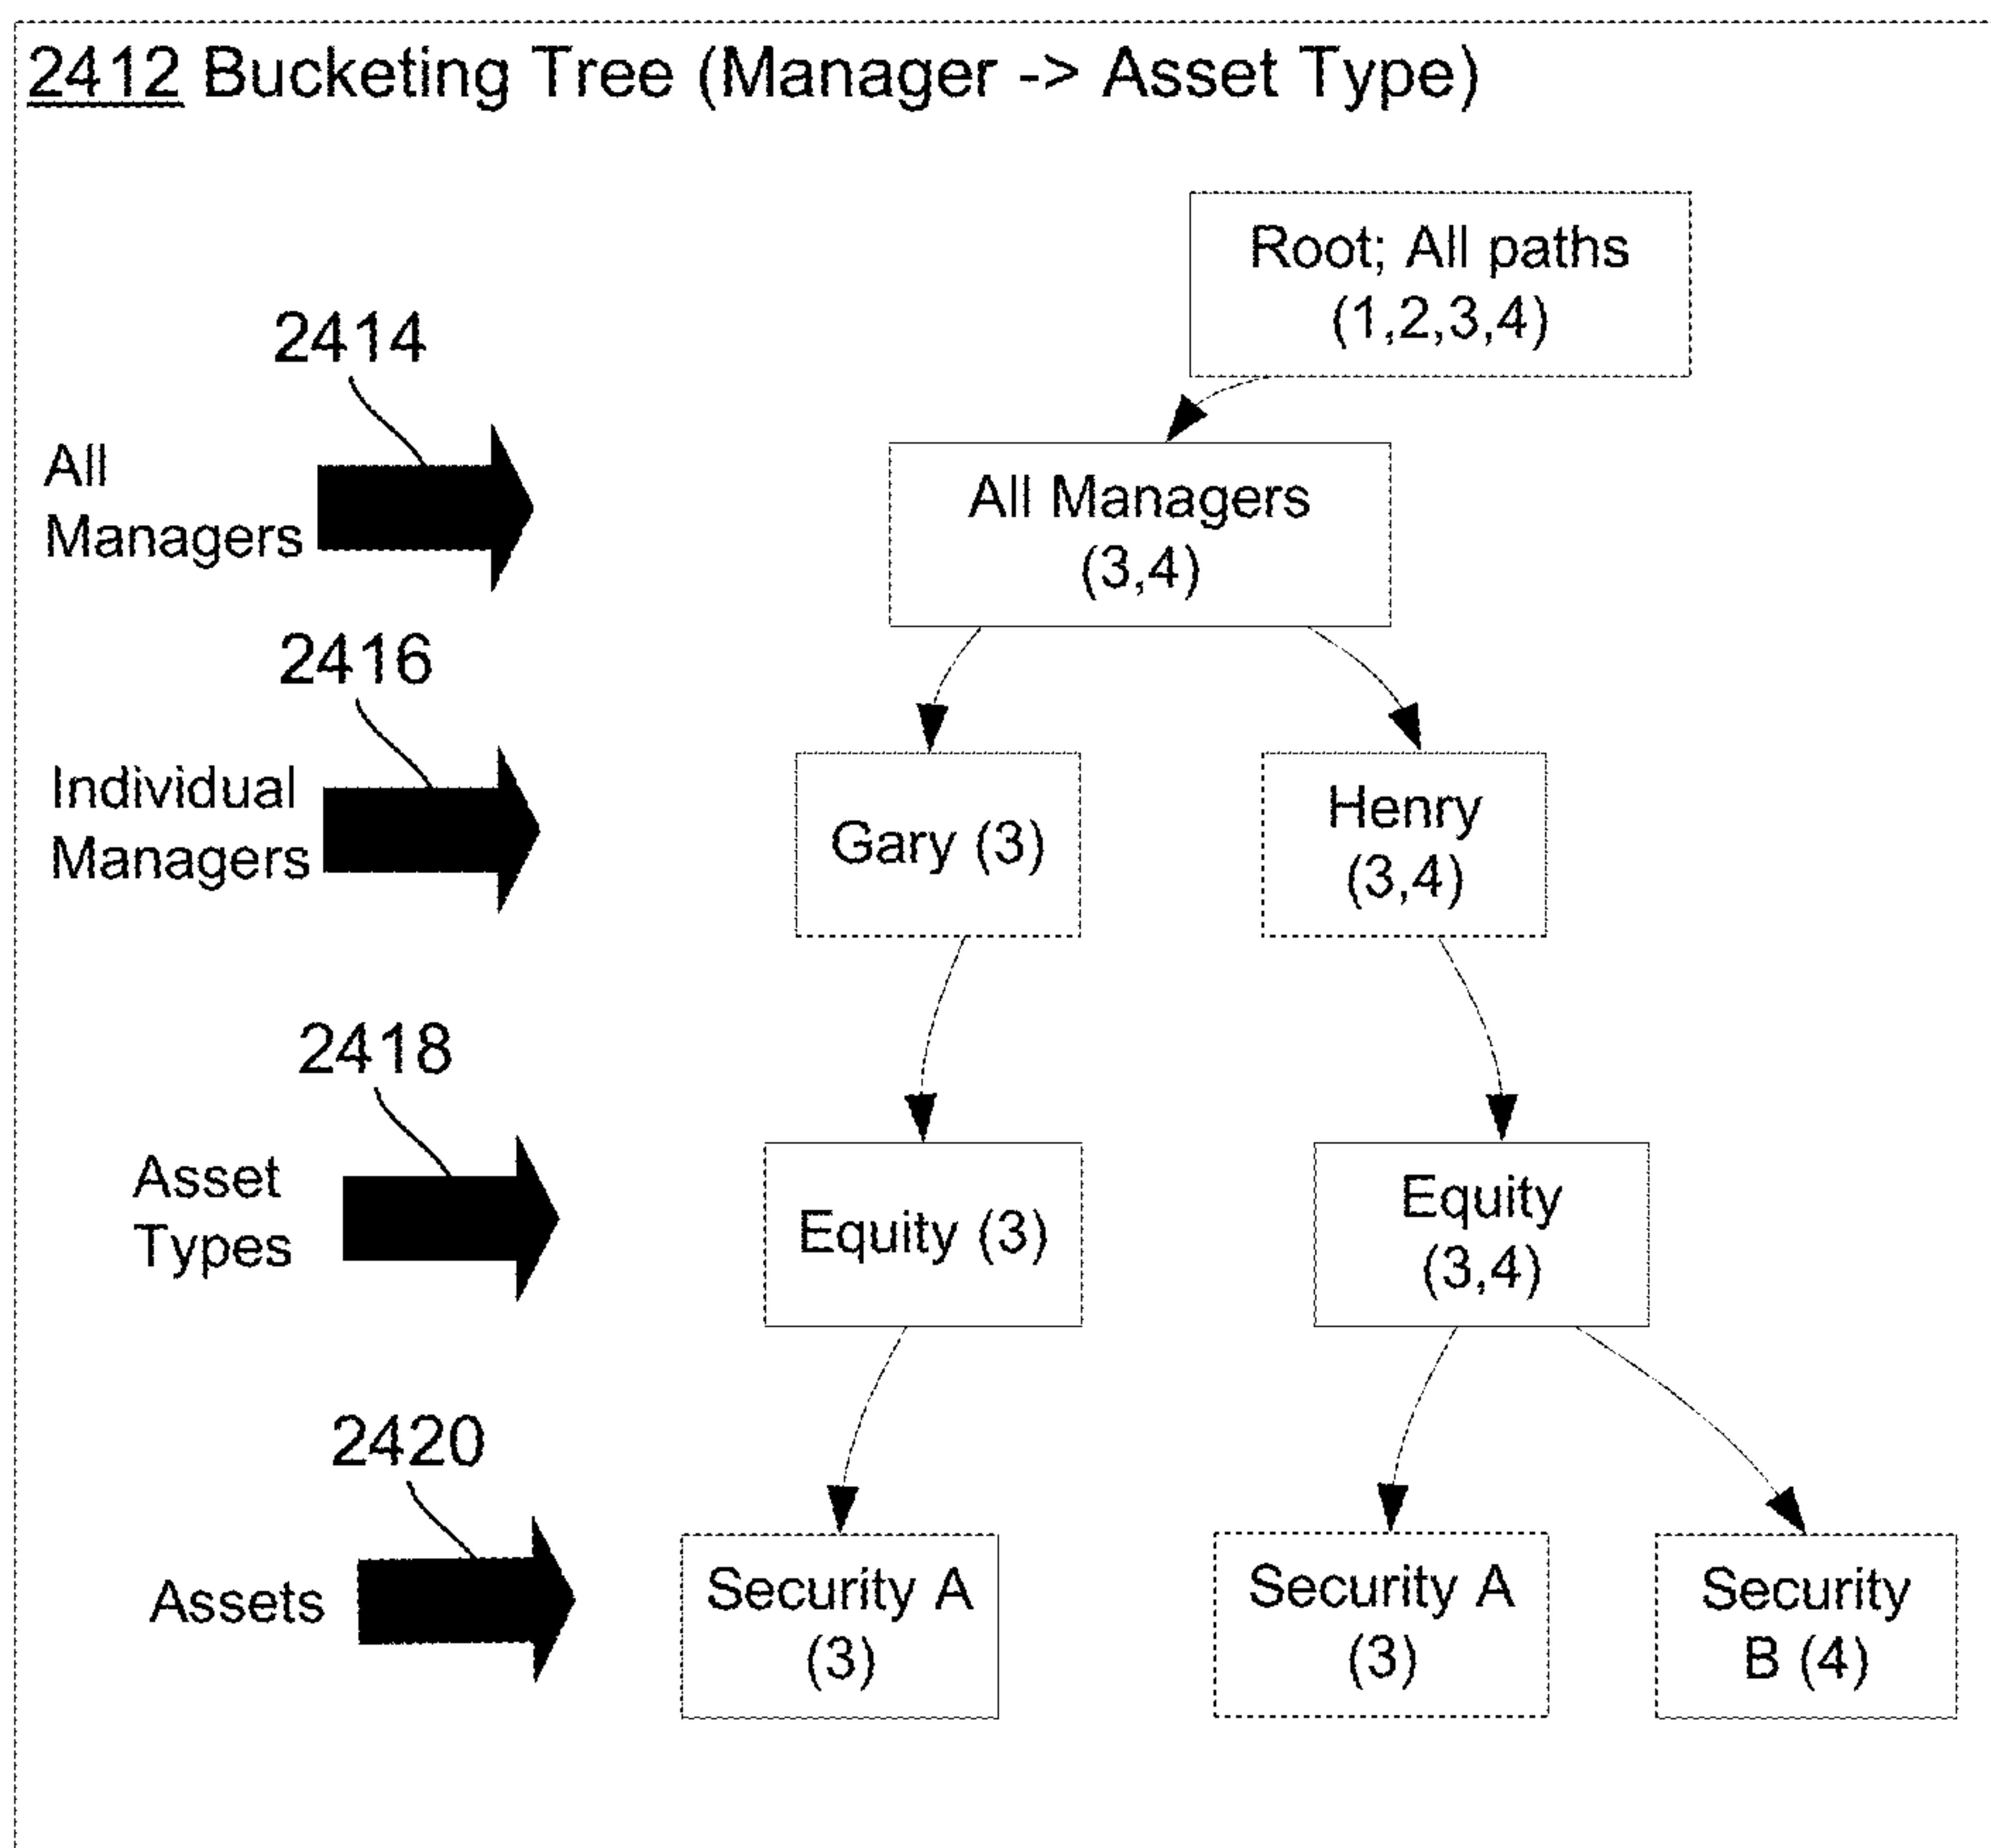 2412 Bucketing Tree (Manager -> Asset Type)
Root; All paths
(1,2,3,4)
2414
All
Managers
All Managers
(3,4)
2416
Individual
Managers
Gary (3)
Henry
(3,4)
2418
Asset
Types
Equity (3)
Equity
(3,4)
2420
Assets
Security A
(3)
Security A
(3)
Security
B (4)